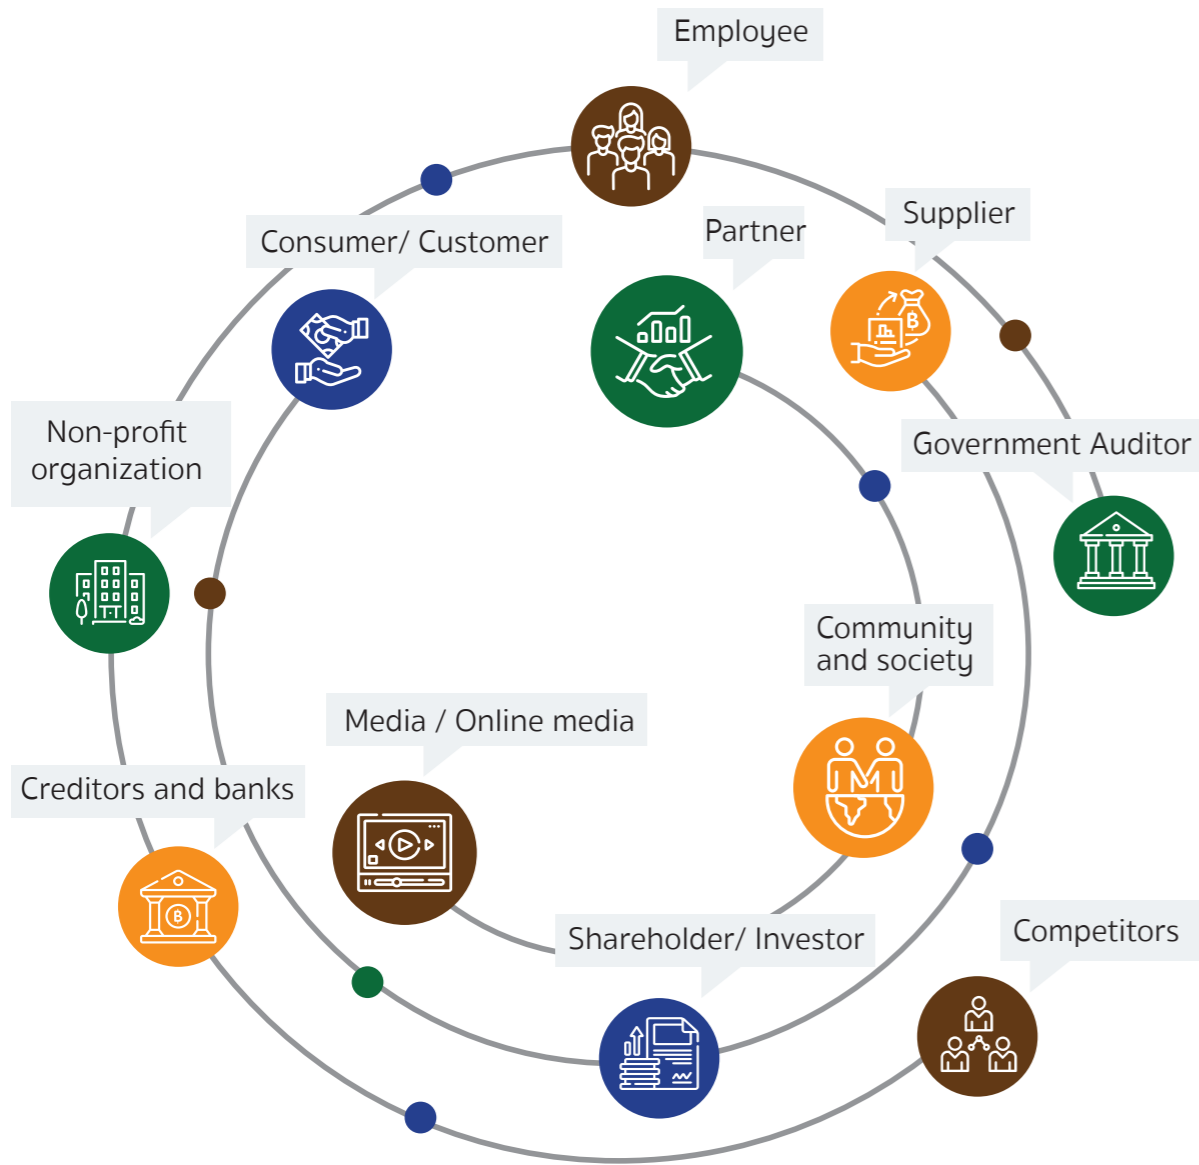 Employee
Supplier
Partner
Consumer/ Customer
Non-profit
organization
Government Auditor
Community
and society
Media / Online media
Creditors and banks
Shareholder/ Investor
Competitors
฿
฿